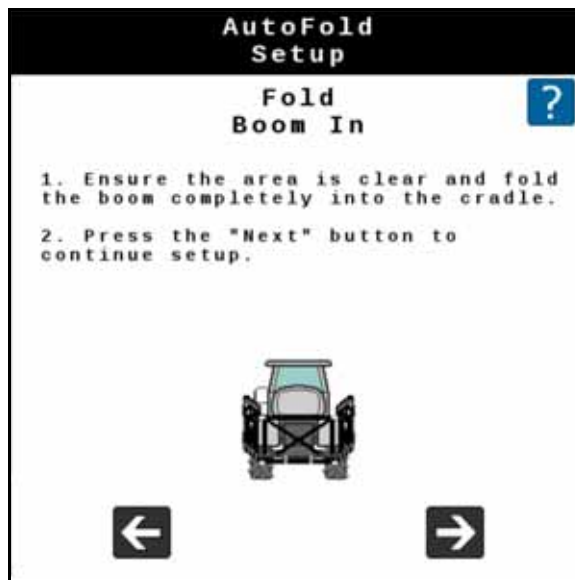 AutoFold
Setup
Fold
Boom In
?
1. Ensure the area is clear and fold
the boom completely into the cradle.
2. Press the "Next" button to
continue setup.